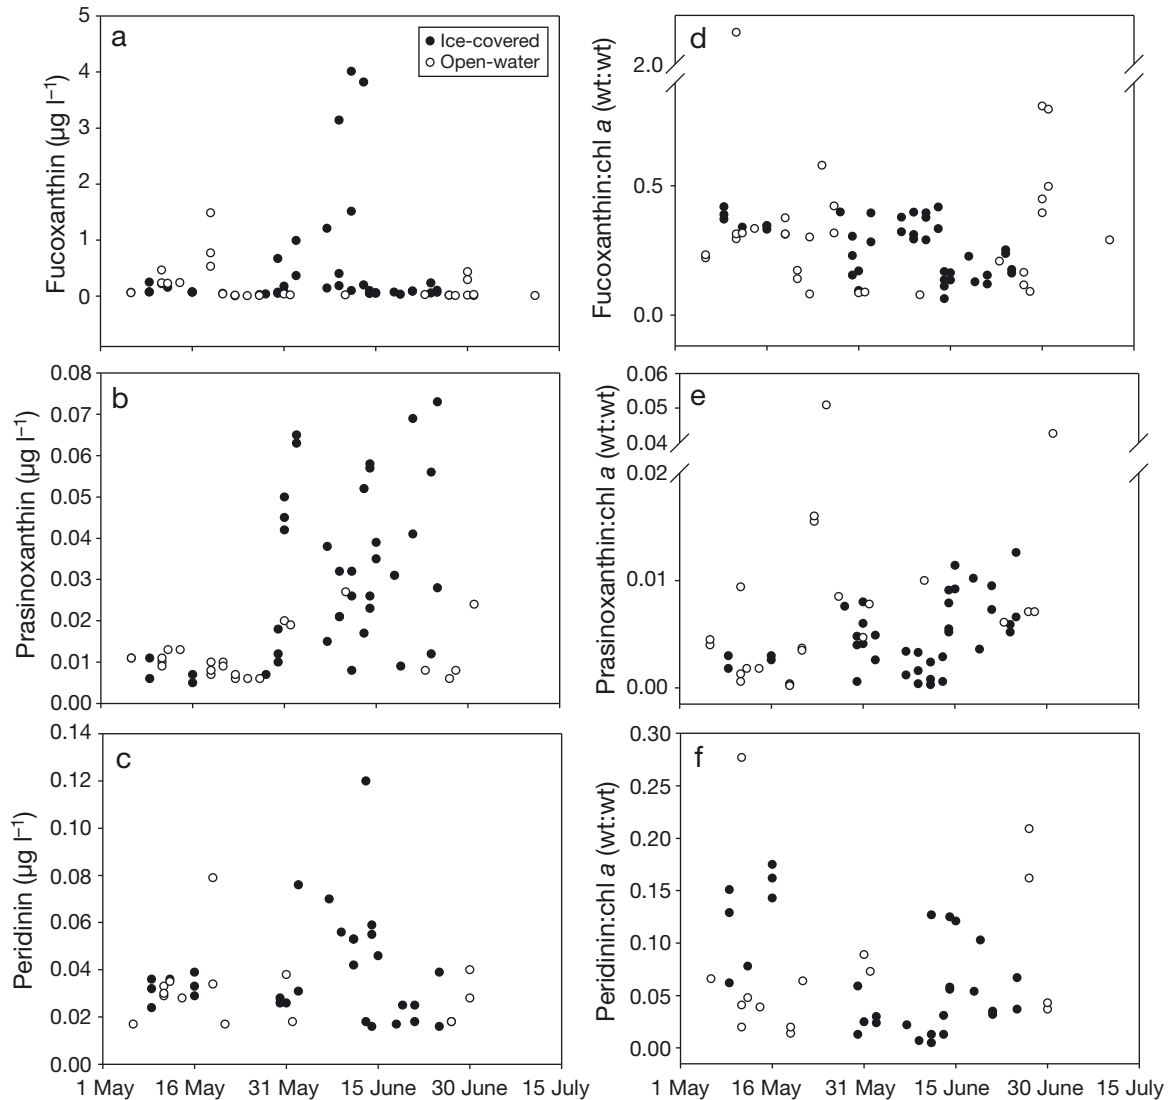 a
Ice-covered
Open-water
Fucoxanthin (µg l–1)
5
4
3
2
1
0
d
Fucoxanthin:chl a (wt:wt)
2.0
0.5
0.0
b
Prasinoxanthin (µg l–1)
0.08
0.07
0.06
0.05
0.04
0.03
0.02
0.01
0.00
e
Prasinoxanthin:chl a (wt:wt)
0.06
0.05
0.04
0.02
0.01
0.00
c
Peridinin (µg l–1)
0.14
0.12
0.10
0.08
0.06
0.04
0.02
0.00
1 May 16 May 31 May 15 June 30 June
f
Peridinin:chl a (wt:wt)
0.30
0.25
0.20
0.15
0.10
0.05
0.00
15 July
1 May 16 May 31 May 15 June 30 June 15 July